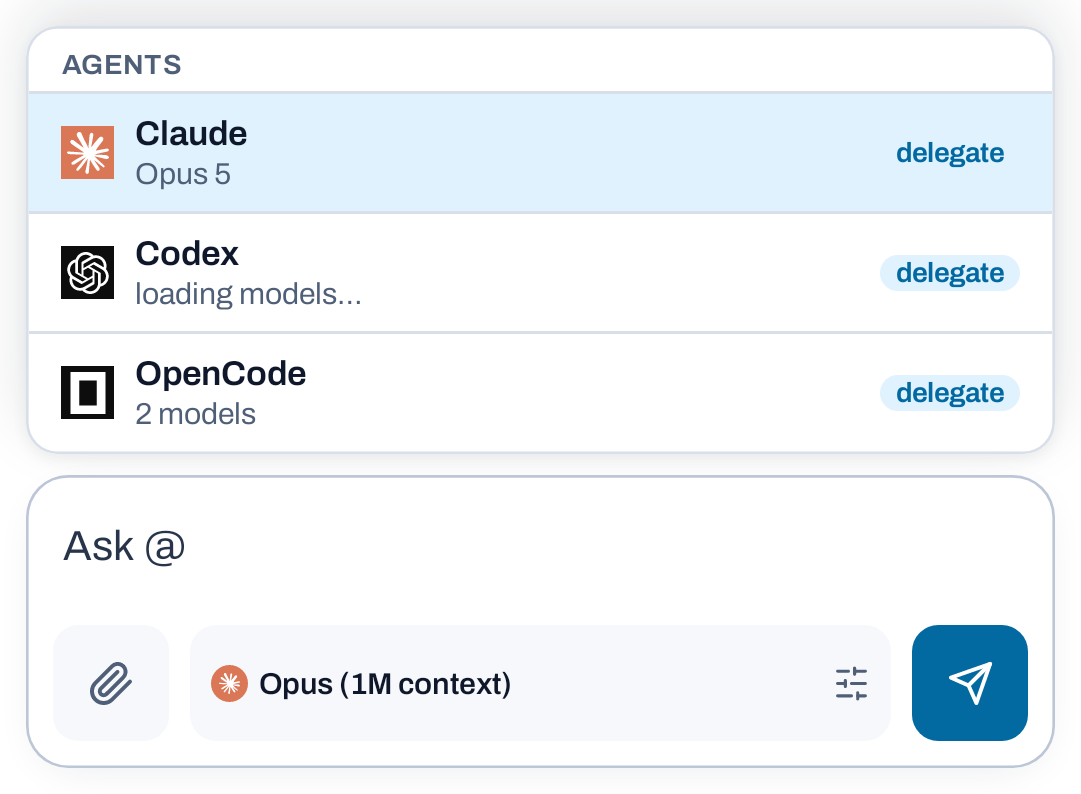 AGENTS
Claude
Opus 5
delegate
Codex
loading models...
delegate
OpenCode
2 models
delegate
Ask @
Opus (1M context)